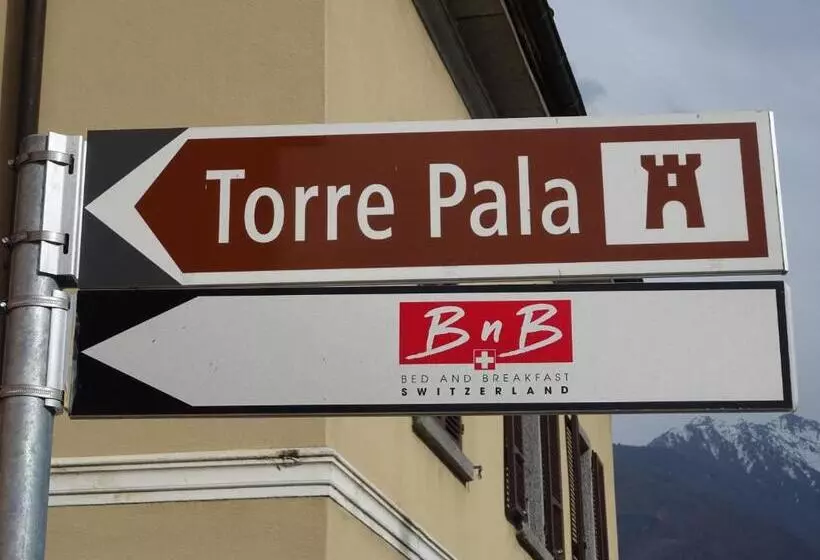 Torre Pala
BnB
BED AND BREAKFAST
SWITZERLAND